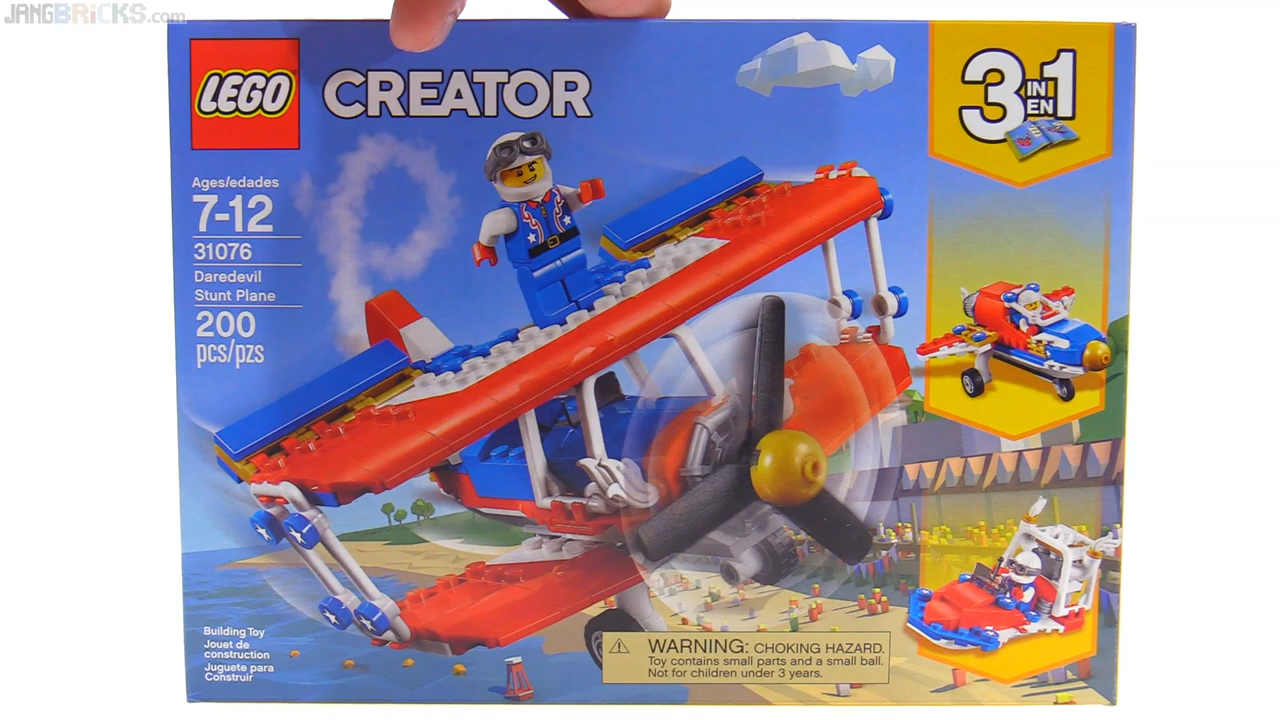 JANGBRiCKS.com
LEGO
CREATOR
3 IN EN 1
Ages/edades
7-12
31076
Daredevil
Stunt Plane
200
pcs/pzs
Building Toy
Jouet de
construction
Juguete para
Construir
WARNING: CHOKING HAZARD.
Toy contains small parts and a small ball.
Not for children under 3 years.